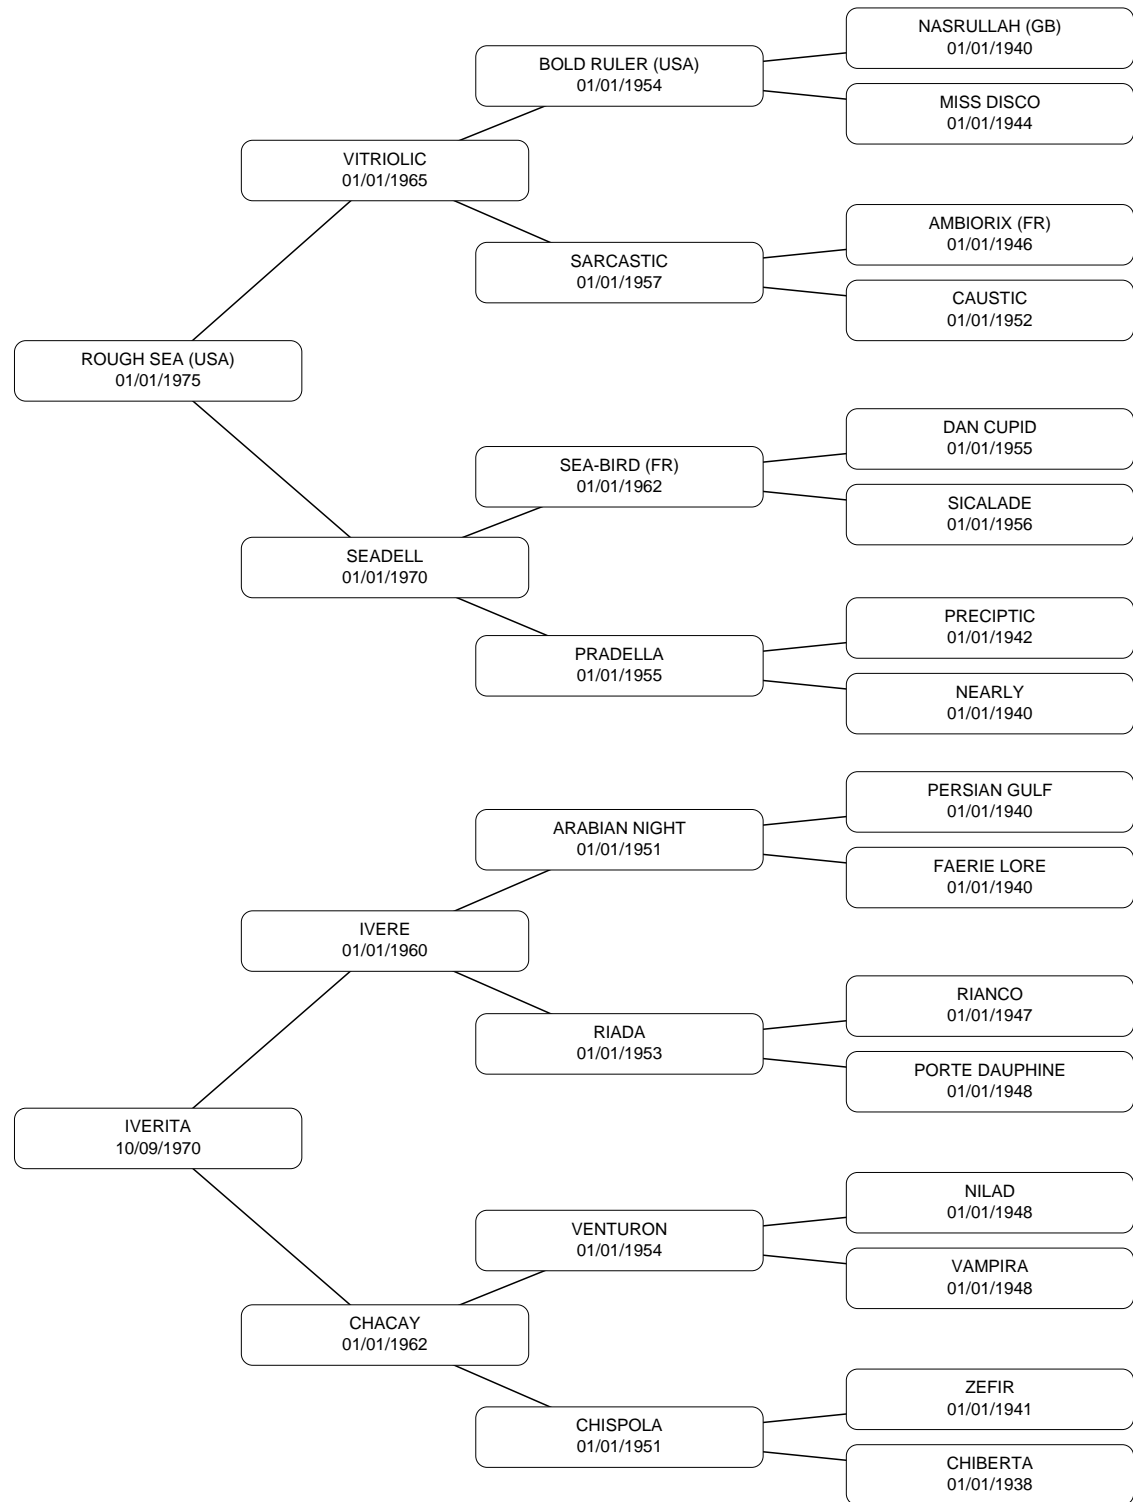 NASRULLAH (GB)
01/01/1940
BOLD RULER (USA)
01/01/1954
MISS DISCO
01/01/1944
VITRIOLIC
01/01/1965
AMBIORIX (FR)
01/01/1946
SARCASTIC
01/01/1957
CAUSTIC
01/01/1952
ROUGH SEA (USA)
01/01/1975
DAN CUPID
01/01/1955
SEA-BIRD (FR)
01/01/1962
SICALADE
01/01/1956
SEADELL
01/01/1970
PRECIPTIC
01/01/1942
PRADELLA
01/01/1955
NEARLY
01/01/1940
PERSIAN GULF
01/01/1940
ARABIAN NIGHT
01/01/1951
FAERIE LORE
01/01/1940
IVERE
01/01/1960
RIANCO
01/01/1947
RIADA
01/01/1953
PORTE DAUPHINE
01/01/1948
IVERITA
10/09/1970
NILAD
01/01/1948
VENTURON
01/01/1954
VAMPIRA
01/01/1948
CHACAY
01/01/1962
ZEFIR
01/01/1941
CHISPOLA
01/01/1951
CHIBERTA
01/01/1938